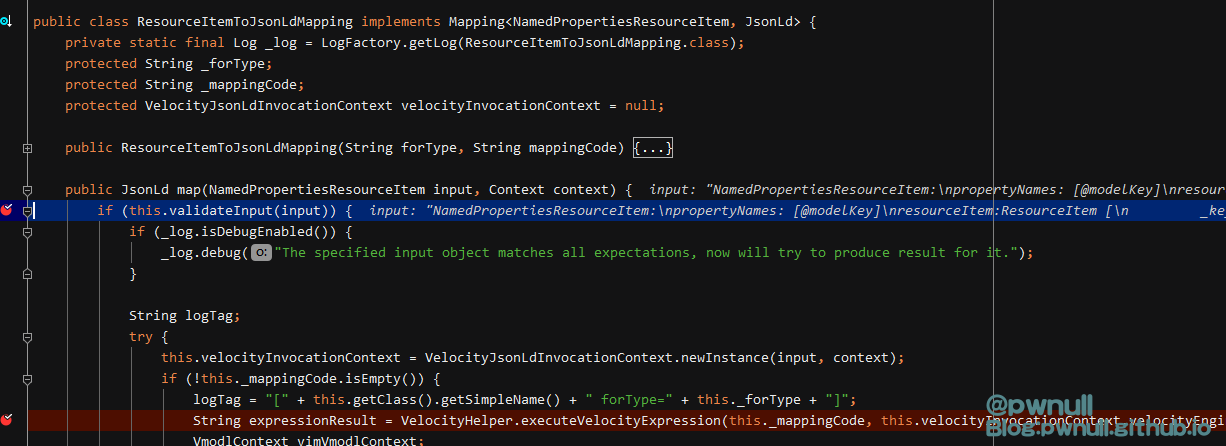 public class ResourceItemToJsonLdMapping implements Mapping<NamedPropertiesResourceItem, JsonLd> {
private static final Log _log = LogFactory.getLog(ResourceItemToJsonLdMapping.class);
protected String _forType;
protected String _mappingCode;
protected VelocityJsonLdInvocationContext velocityInvocationContext = null;
public ResourceItemToJsonLdMapping(String forType, String mappingCode) {...}
public JsonLd map(NamedPropertiesResourceItem input, Context context) { input: "NamedPropertiesResourceItem:\npropertyNames: [@modelKey]\nresour
if (this.validateInput(input)) { input: "NamedPropertiesResourceItem:\npropertyNames: [@modelKey]\nresourceItem:ResourceItem [\n _key
if (_log.isDebugEnabled()) {
_log.debug( o: "The specified input object matches all expectations, now will try to produce result for it.");
}
String logTag;
try {
this.velocityInvocationContext = VelocityJsonLdInvocationContext.newInstance(input, context);
if (!this._mappingCode.isEmpty()) {
logTag = "[" + this.getClass().getSimpleName() + " forType=" + this._forType + "]";
String expressionResult = VelocityHelper.executeVelocityExpression(this._mappingCode, this.velocityInvocationContext velocityEngi
VmodlContext vimVmodlContext;
@pwnull
Blog:pwnull.github.io